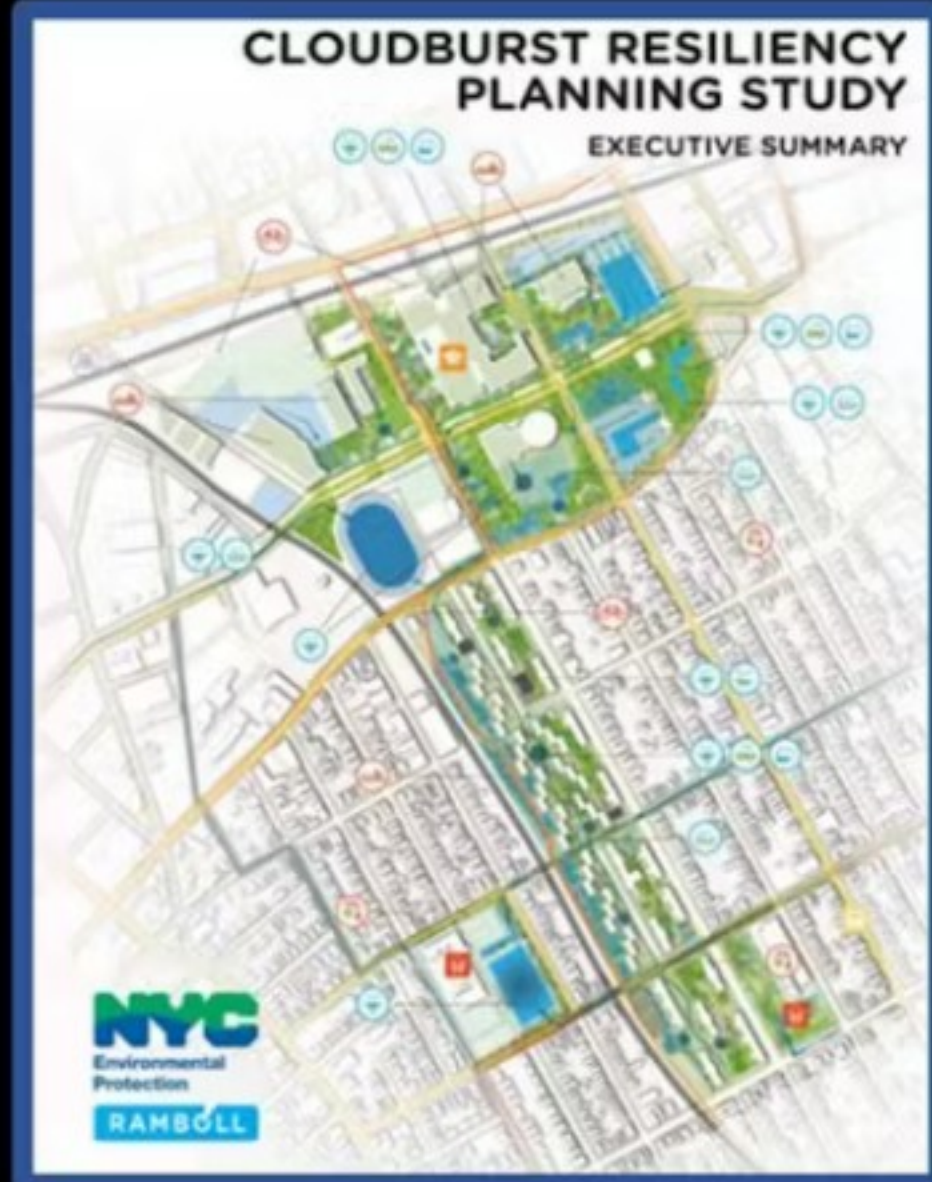 CLOUDBURST RESILIENCY
PLANNING STUDY
EXECUTIVE SUMMARY
NYC
Environmental
Protection
RAMBOLL